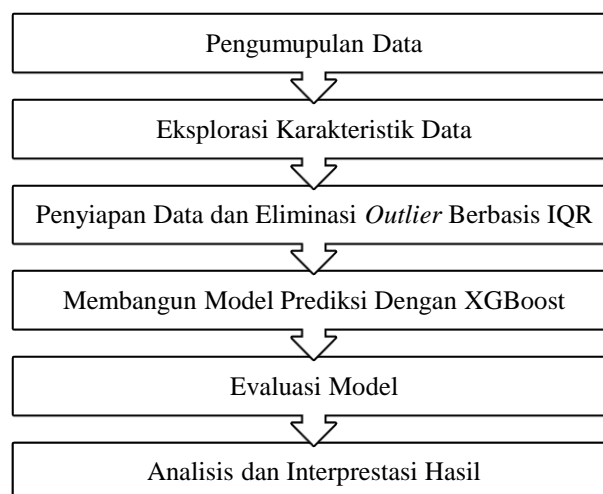 Pengumupulan Data
Eksplorasi Karakteristik Data
Penyiapan Data dan Eliminasi Outlier Berbasis IQR
Membangun Model Prediksi Dengan XGBoost
Evaluasi Model
Analisis dan Interprestasi Hasil